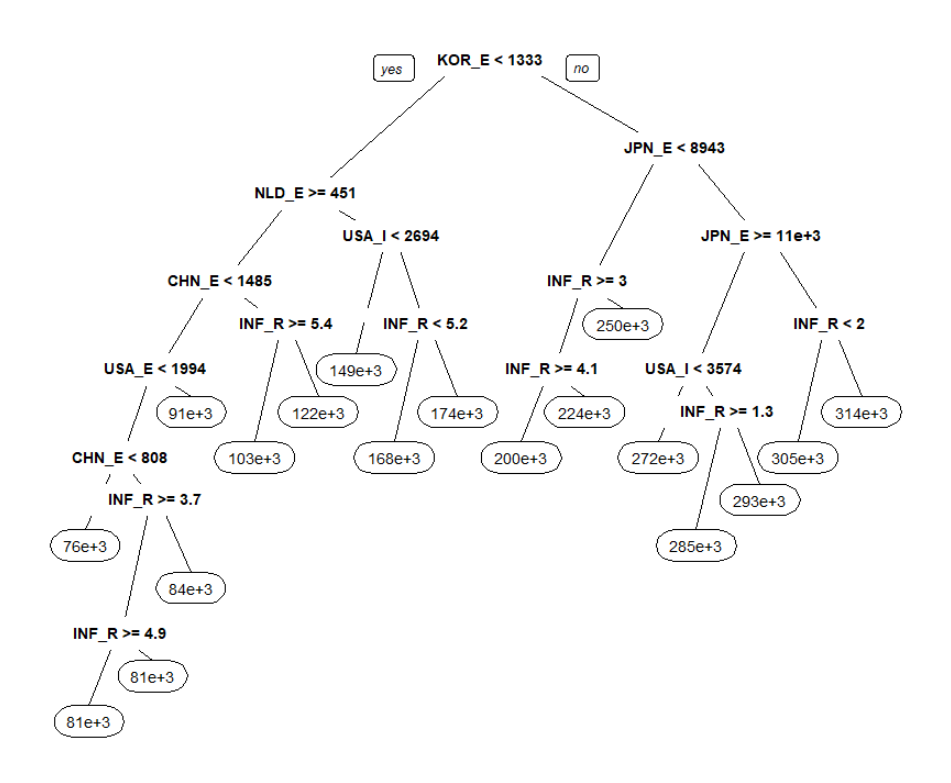 KOR_E < 1333
yes
no
JPN_E < 8943
NLD_E >= 451
USA_I < 2694
JPN_E >= 11e+3
CHN_E < 1485
INF_R >= 3
INF_R >= 5.4
INF_R < 5.2
250e+3
INF_R < 2
USA_E < 1994
149e+3
INF_R >= 4.1
USA_I < 3574
91e+3
122e+3
174e+3
224e+3
INF_R >= 1.3
314e+3
CHN_E < 808
103e+3
168e+3
200e+3
272e+3
305e+3
INF_R >= 3.7
293e+3
76e+3
285e+3
84e+3
INF_R >= 4.9
81e+3
81e+3